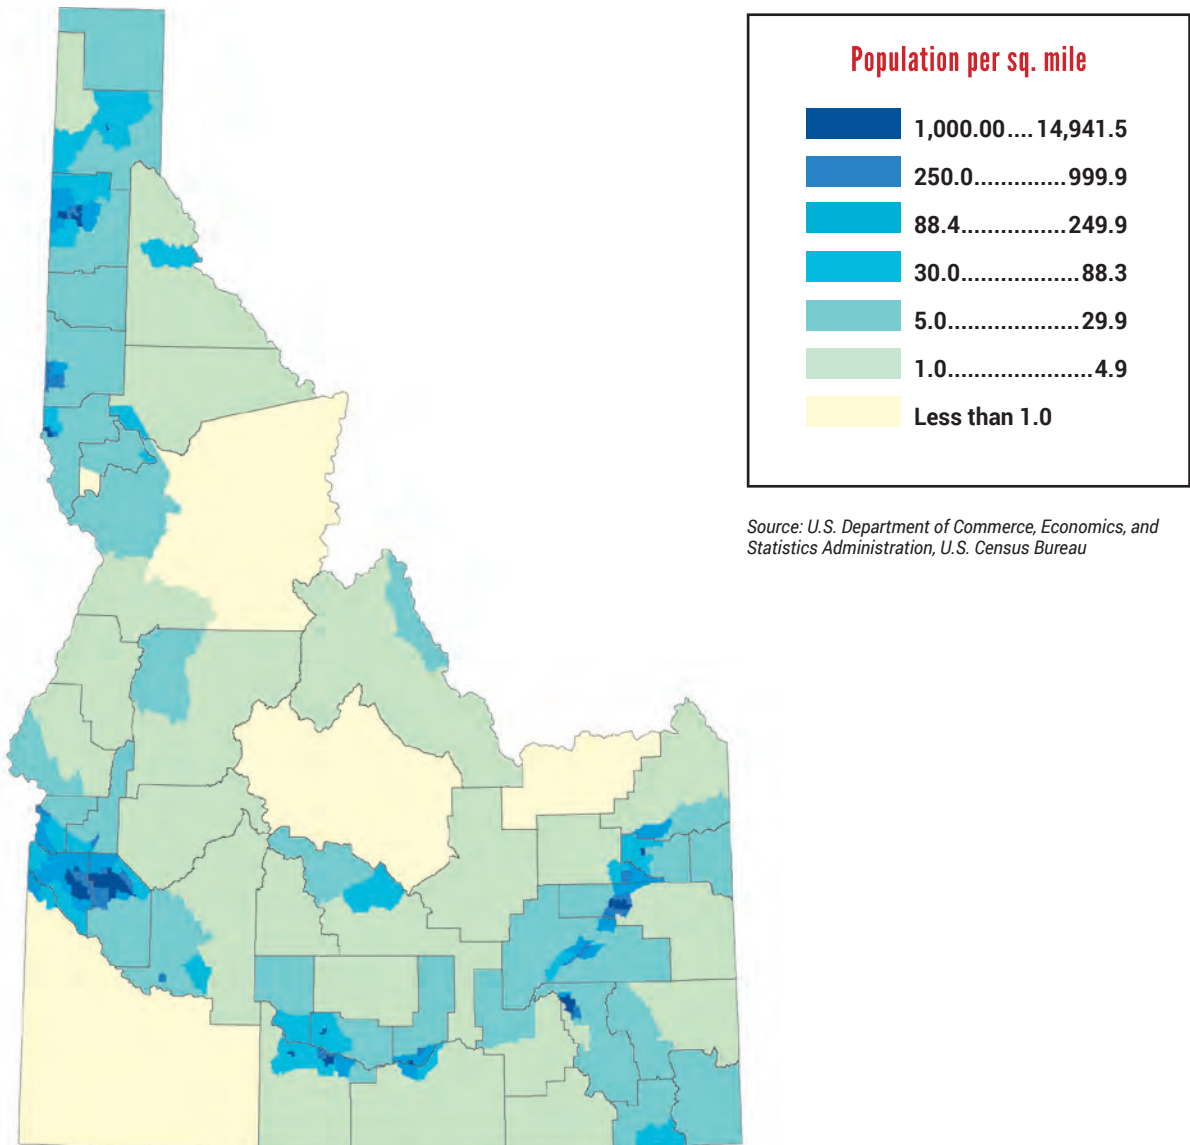 Population per sq. mile
1,000.00....14,941.5
250.0..............999.9
88.4................249.9
30.0..................88.3
5.0....................29.9
1.0......................4.9
Less than 1.0
Source: U.S. Department of Commerce, Economics, and
Statistics Administration, U.S. Census Bureau